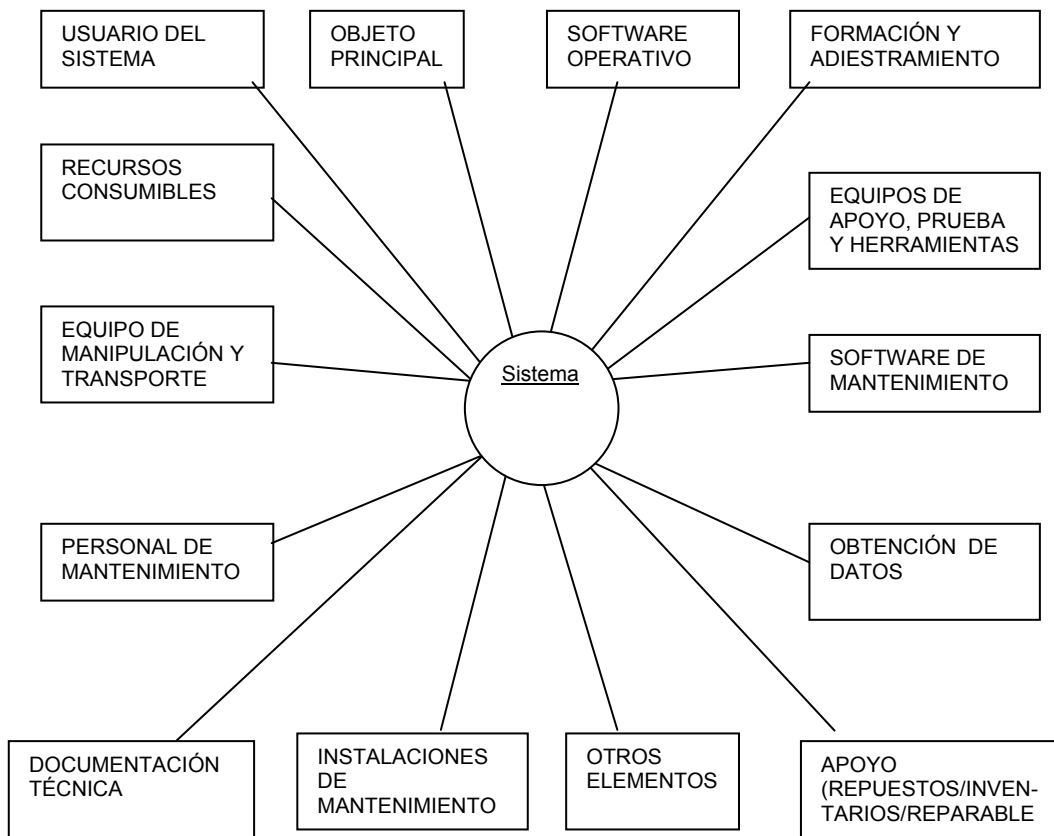 USUARIO DEL
SISTEMA
OBJETO
PRINCIPAL
SOFTWARE
OPERATIVO
FORMACIÓN Y
ADIESTRAMIENTO
RECURSOS
CONSUMIBLES
EQUIPOS DE
APOYO, PRUEBA
Y HERRAMIENTAS
EQUIPO DE
MANIPULACIÓN Y
TRANSPORTE
Sistema
SOFTWARE DE
MANTENIMIENTO
PERSONAL DE
MANTENIMIENTO
OBTENCIÓN DE
DATOS
DOCUMENTACIÓN
TÉCNICA
INSTALACIONES
DE
MANTENIMIENTO
OTROS
ELEMENTOS
APOYO
(REPUESTOS/INVEN-
TARIOS/REPARABLE